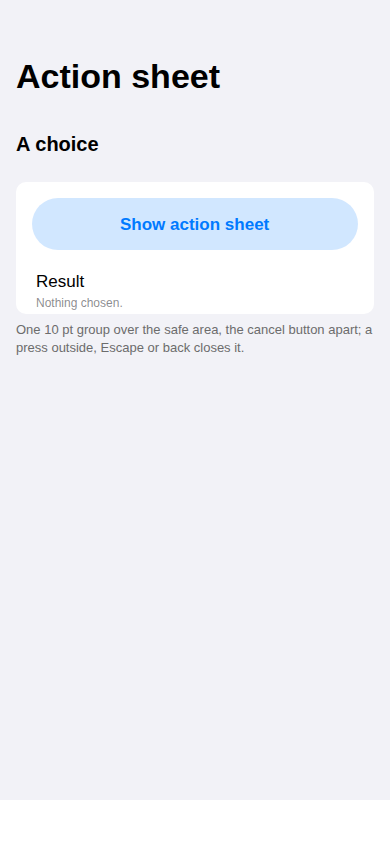 Action sheet
A choice
Show action sheet
Result
Nothing chosen.
One 10 pt group over the safe area, the cancel button apart; a
press outside, Escape or back closes it.